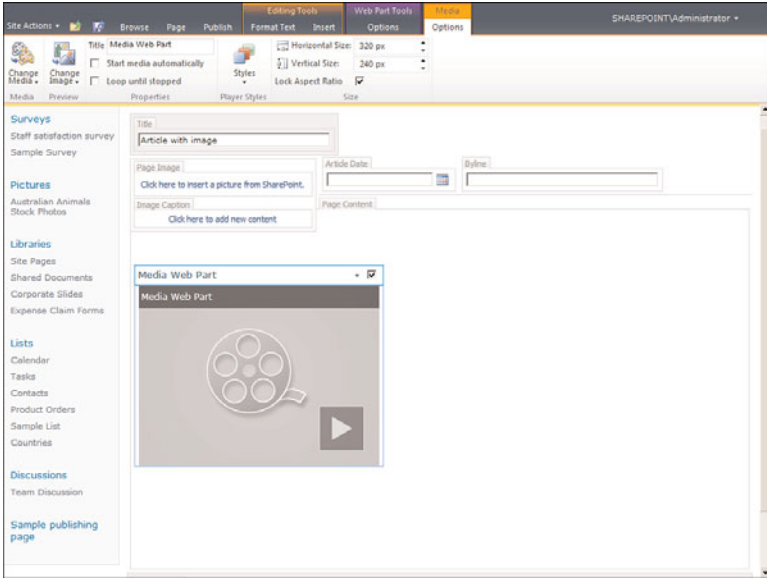 Editing Tools Web Part Tools Media
Site Actions Browse Page Publish Format Text Insert Options Options SHAREPOINT\Administrator
Title Media Web Part Horizontal Size: 320 px
Change Media Change Image Start media automatically Styles Vertical Size: 240 px
Loop until stopped Lock Aspect Ratio
Media Preview Properties Player Styles Size
Surveys
Staff satisfaction survey
Sample Survey
Pictures
Australian Animals
Stock Photos
Libraries
Site Pages
Shared Documents
Corporate Slides
Expense Claim Forms
Lists
Calendar
Tasks
Contacts
Product Orders
Sample List
Countries
Discussions
Team Discussion
Sample publishing
page
Title
Article with image
Page Image Article Date Byline
Click here to insert a picture from SharePoint.
Image Caption Page Content
Click here to add new content
Media Web Part
Media Web Part